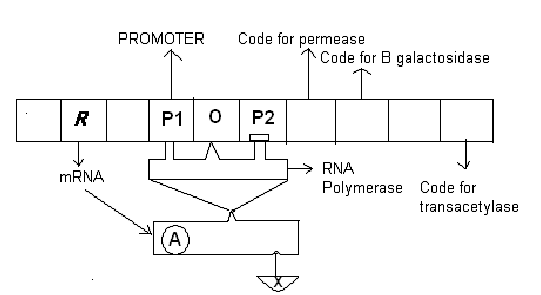 PROMOTER
Code for permease
Code for B galactosidase
R
P1
O
P2
mRNA
RNA
Polymerase
Code for
transacetylase
A
X